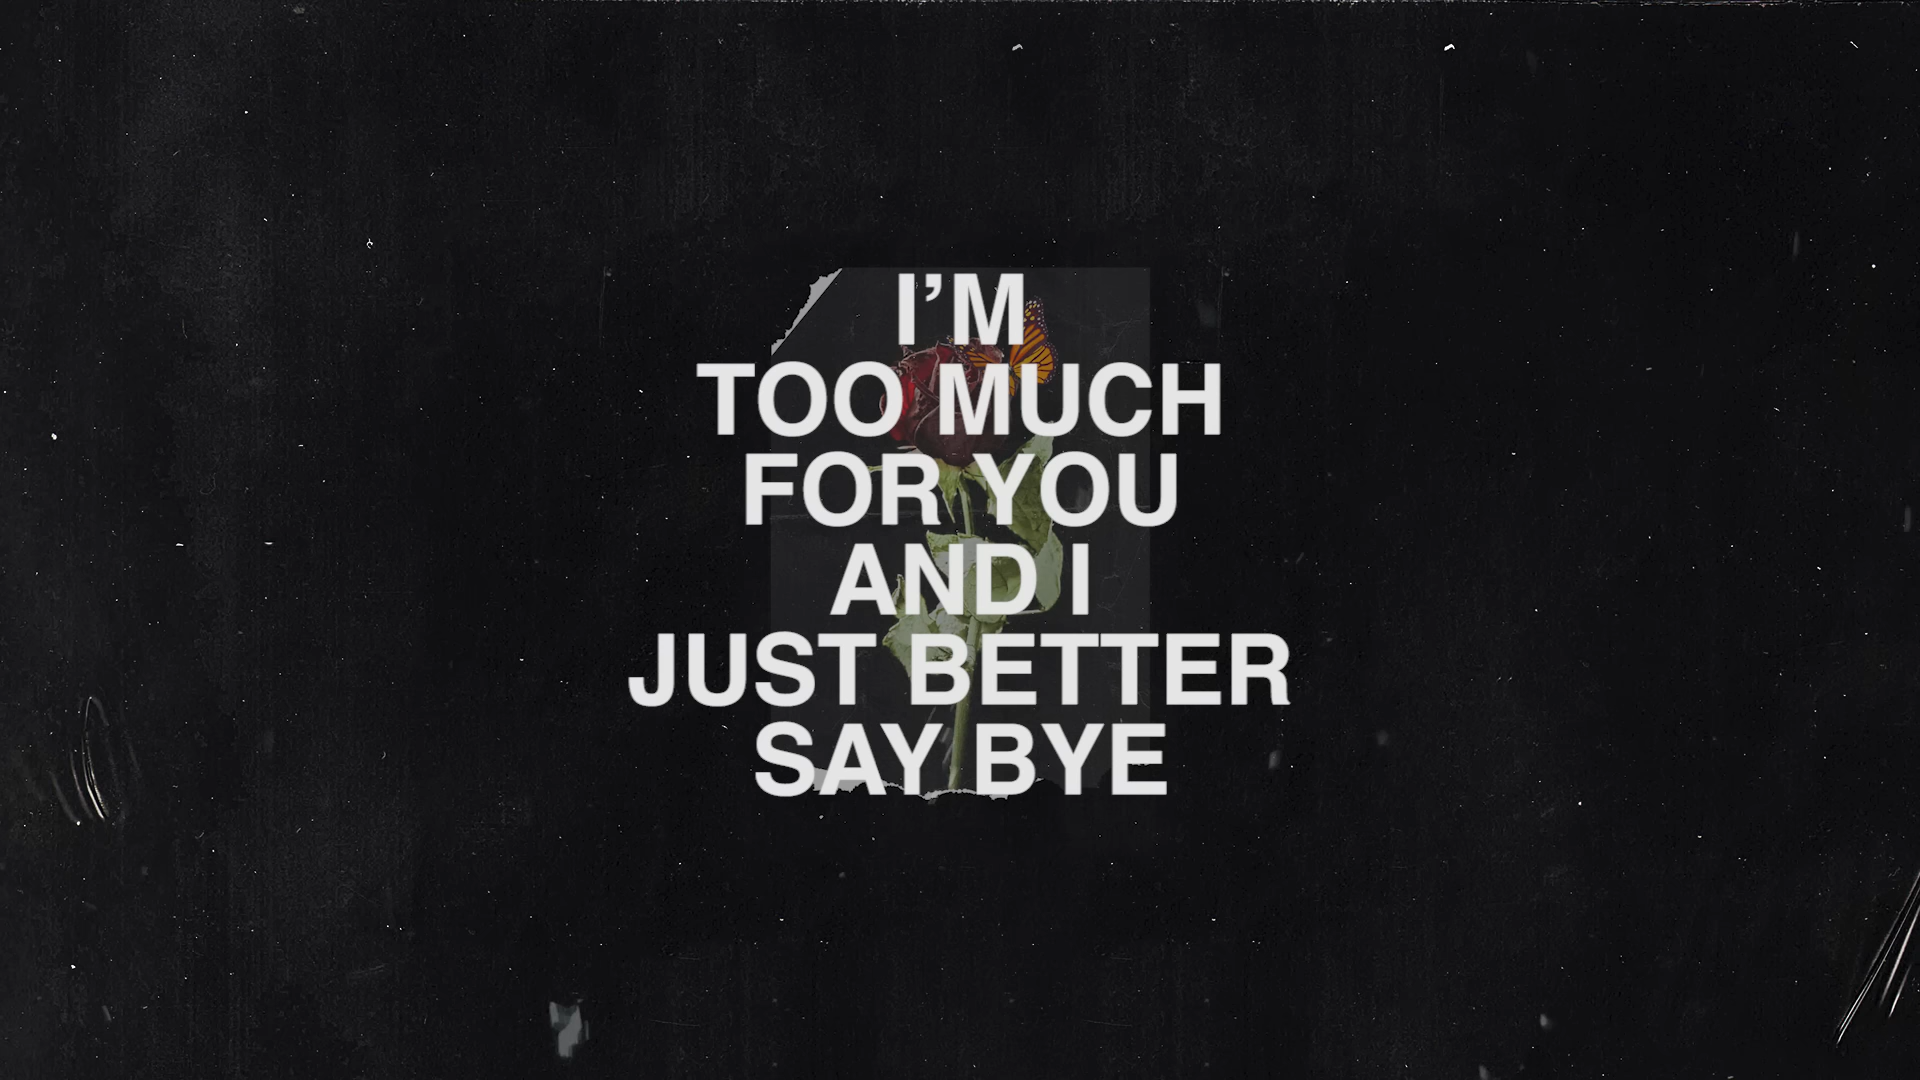 I’M
TOO MUCH
FOR YOU
AND I
JUST BETTER
SAY BYE